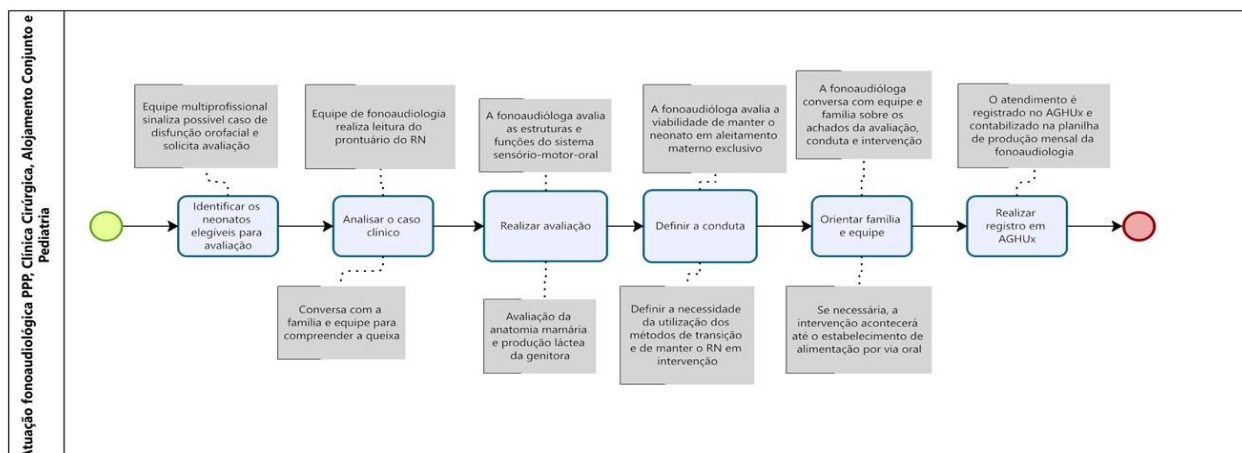 Atuação fonoaudiológica PPP, Clínica Cirúrgica, Alojamento Conjunto e
Pediatria
Equipe multiprofissional
sinaliza possível caso de
disfunção orofacial e
solicita avaliação
Identificar os
neonatos
elegíveis para
avaliação
Equipe de fonoaudiologia
realiza leitura do
prontuário do RN
Analisar o caso
clínico
Conversa com a
família e equipe para
compreender a queixa
A fonoaudióloga avalia
as estruturas e
funções do sistema
sensório-motor-oral
Realizar avaliação
Avaliação da
anatomia mamária
e produção láctea
da genitora
A fonoaudióloga avalia a
viabilidade de manter o
neonato em aleitamento
materno exclusivo
Definir a conduta
Definir a necessidade
da utilização dos
métodos de transição
e de manter o RN em
intervenção
A fonoaudióloga
conversa com equipe e
família sobre os
achados da avaliação,
conduta e intervenção
Orientar família
e equipe
Se necessária, a
intervenção acontecerá
até o estabelecimento de
alimentação por via oral
O atendimento é
registrado no AGHUx e
contabilizado na planilha
de produção mensal da
fonoaudiologia
Realizar
registro em
AGHUx